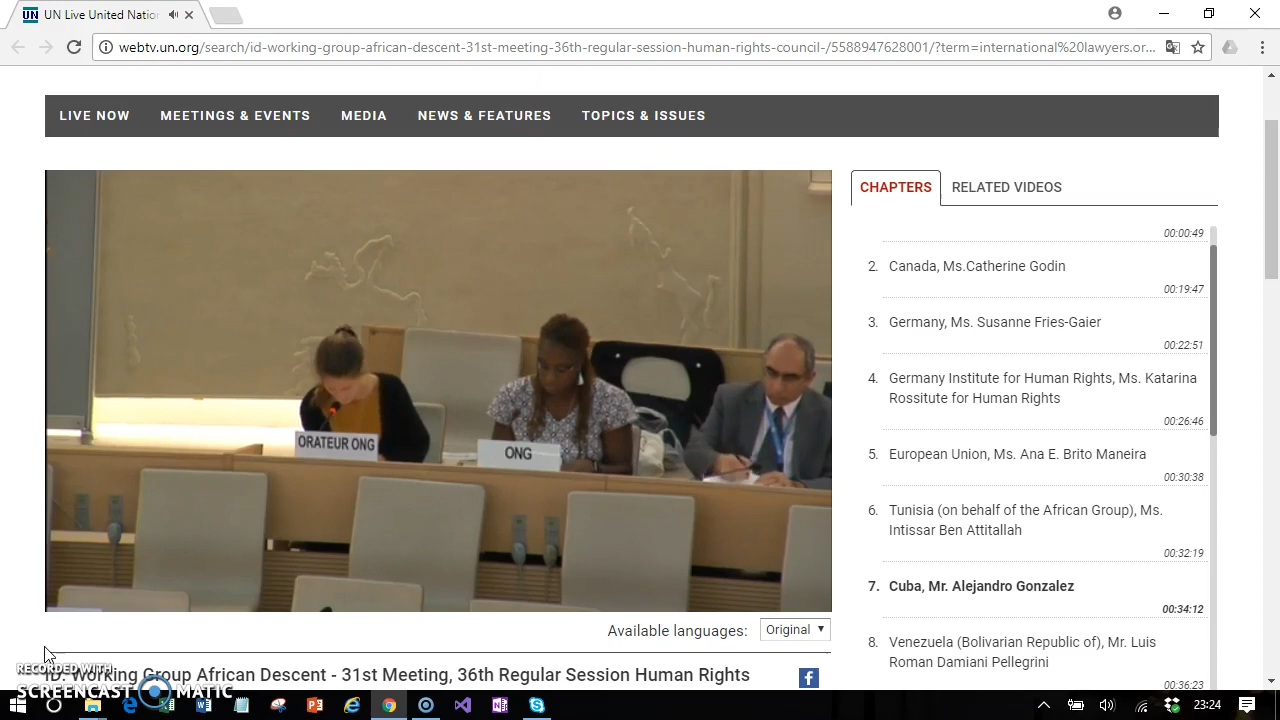 UN Live United Nation
webtv.un.org/search/id-working-group-african-descent-31st-meeting-36th-regular-session-human-rights-council-/5588947628001/?term=international%20lawyers.or...
LIVE NOW MEETINGS & EVENTS MEDIA NEWS & FEATURES TOPICS & ISSUES
ORATEUR ONG
ONG
CHAPTERS RELATED VIDEOS
00:00:49
2. Canada, Ms.Catherine Godin
00:19:47
3. Germany, Ms. Susanne Fries-Gaier
00:22:51
4. Germany Institute for Human Rights, Ms. Katarina
Rossitute for Human Rights
00:26:46
5. European Union, Ms. Ana E. Brito Maneira
00:30:38
6. Tunisia (on behalf of the African Group), Ms.
Intissar Ben Attitallah
00:32:19
7. Cuba, Mr. Alejandro Gonzalez
00:34:12
8. Venezuela (Bolivarian Republic of), Mr. Luis
Roman Damiani Pellegrini
00:36:23
Available languages: Original
ID: Working Group African Descent - 31st Meeting, 36th Regular Session Human Rights
RECORDED WITH
SCREENCAST MATIC
23:24